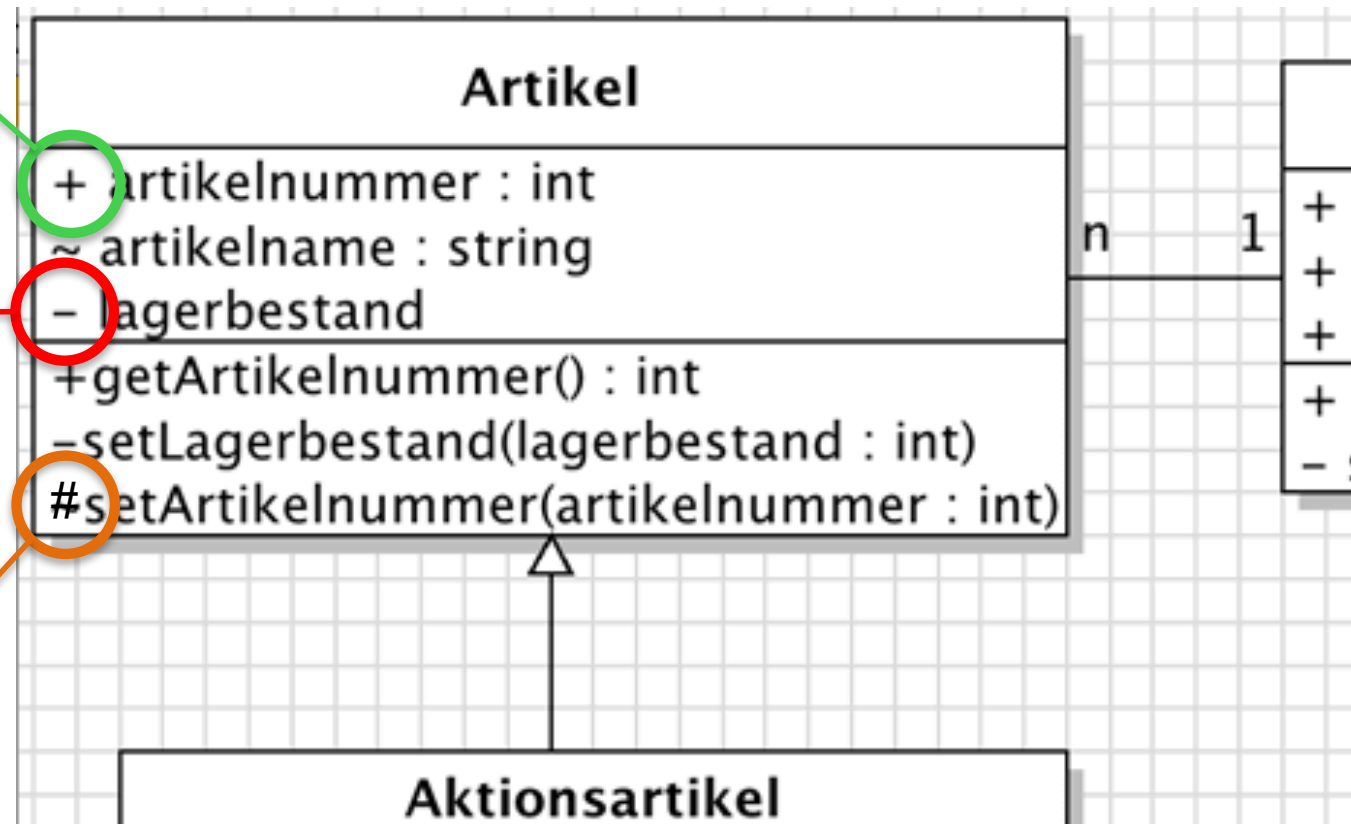 Artikel
+ artikelnummer : int
~ artikelname : string
- lagerbestand
+getArtikelnummer() : int
-setLagerbestand(lagerbestand : int)
#setArtikelnummer(artikelnummer : int)
n 1
+
+
+
+
-
Aktionsartikel